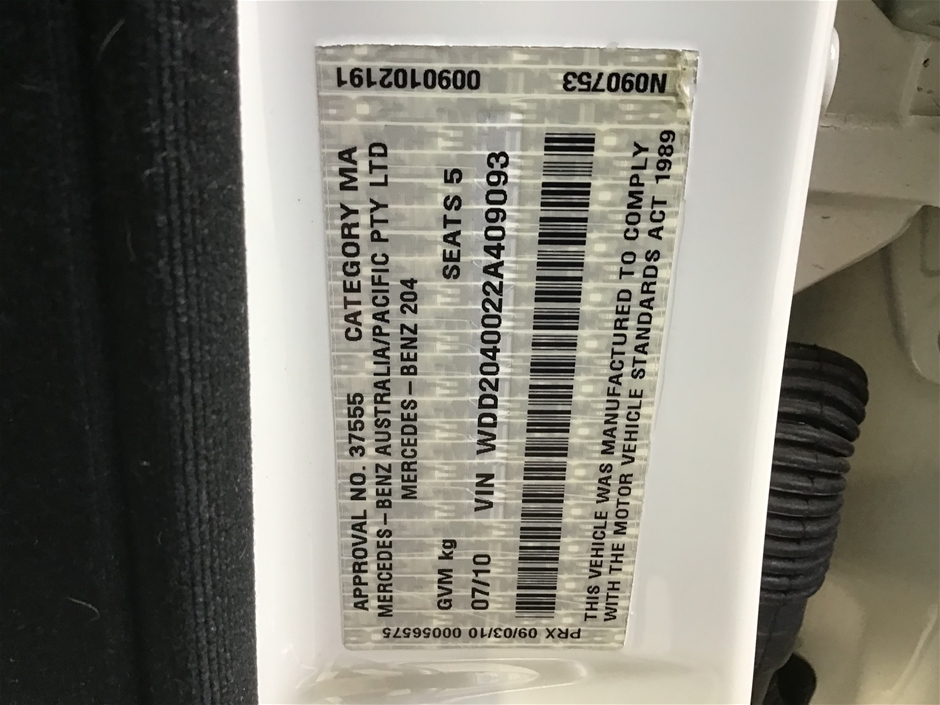 APPROVAL NO. 37555 CATEGORY MA
MERCEDES-BENZ AUSTRALIA/PACIFIC PTY LTD
MERCEDES-BENZ 204
GVM kg SEATS 5
07/10 VIN WDD2040022A409093
THIS VEHICLE WAS MANUFACTURED TO COMPLY
WITH THE MOTOR VEHICLE STANDARDS ACT 1989
0090102191 N090753
PRX 09/03/10 00056575